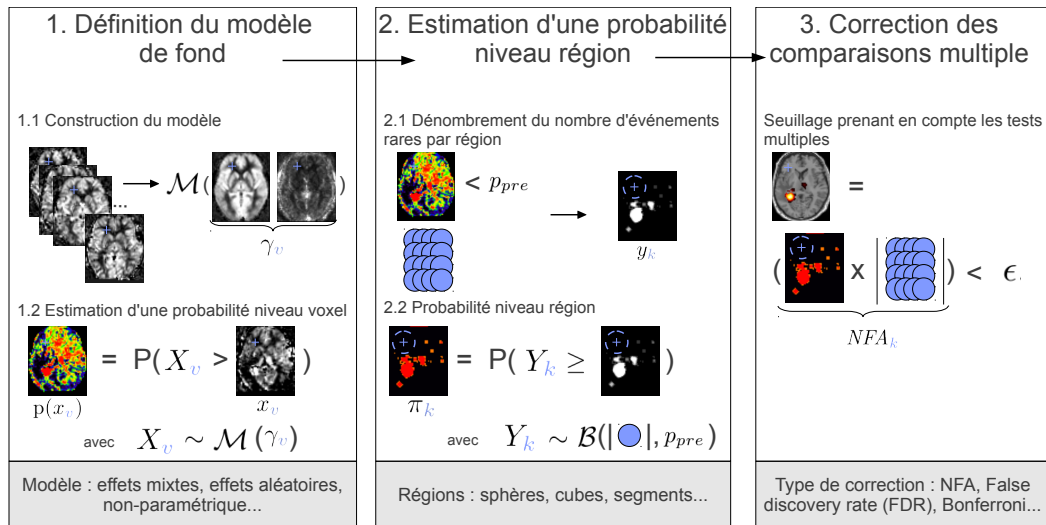 1. Définition du modèle
de fond
1.1 Construction du modèle
...
M( )
γ_v
1.2 Estimation d'une probabilité niveau voxel
= P( X_v > )
p(x_v)
x_v
avec X_v ∼ M (γ_v)
Modèle : effets mixtes, effets aléatoires,
non-paramétrique...
2. Estimation d'une probabilité
niveau région
2.1 Dénombrement du nombre d'événements
rares par région
< p_pre
y_k
2.2 Probabilité niveau région
= P( Y_k ≥ )
π_k
avec Y_k ∼ B(| |, p_pre)
Régions : sphères, cubes, segments...
3. Correction des
comparaisons multiple
Seuillage prenant en compte les tests
multiples
=
( x | | ) < ϵ.
NFA_k
Type de correction : NFA, False
discovery rate (FDR), Bonferroni...